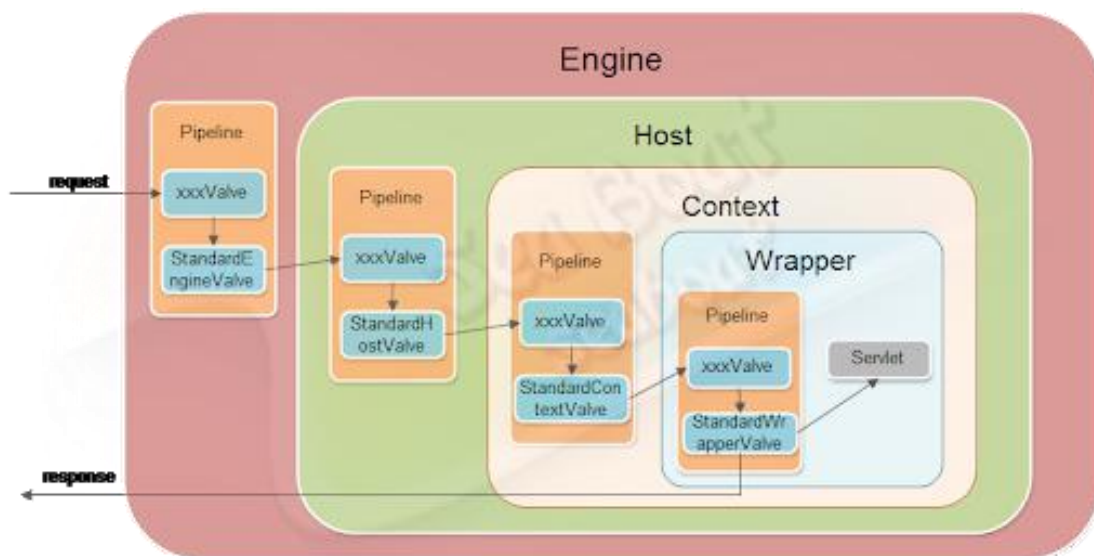 Engine
Pipeline
Host
request
xxxValve
Pipeline
Context
StandardE
ngineValve
xxxValve
Pipeline
Wrapper
StandardH
ostValve
xxxValve
Pipeline
StandardCon
textValve
xxxValve
Servlet
StandardWr
apperValve
response